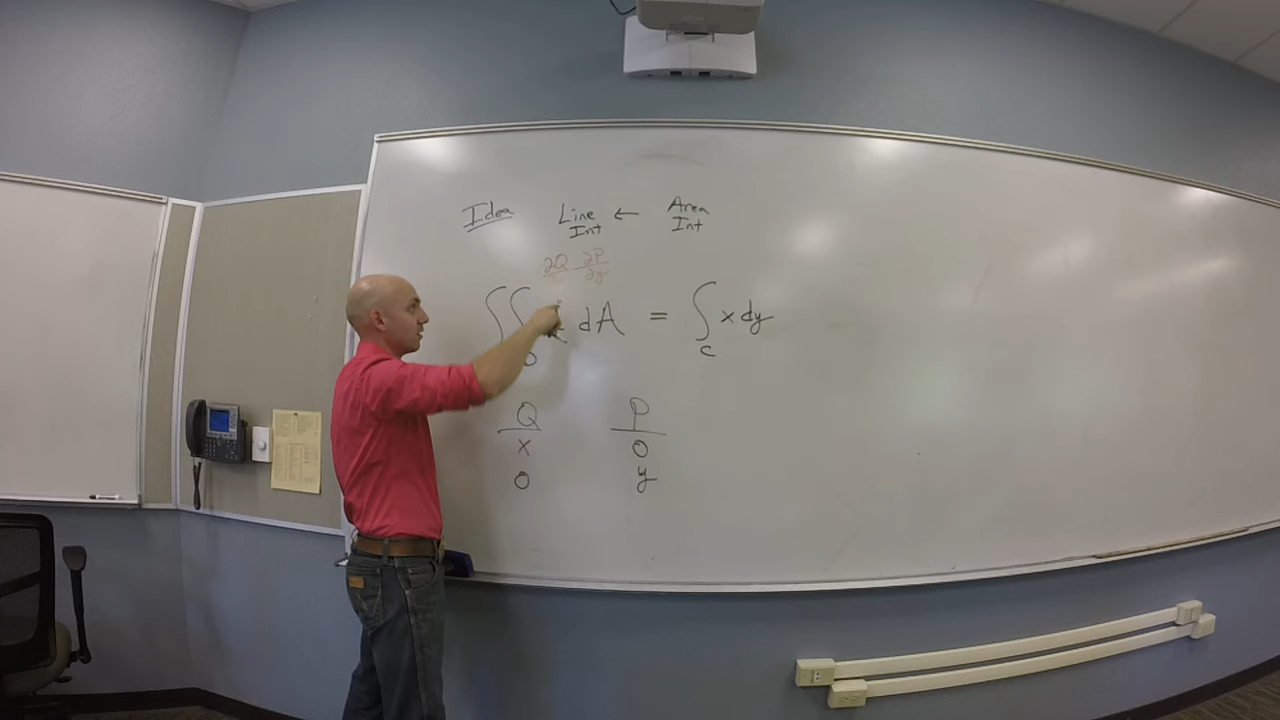 Idea Line Int ← Area Int
∂Q/∂x - ∂P/∂y
∬ dA = ∫ x dy
D C
Q P
x 0
0 y